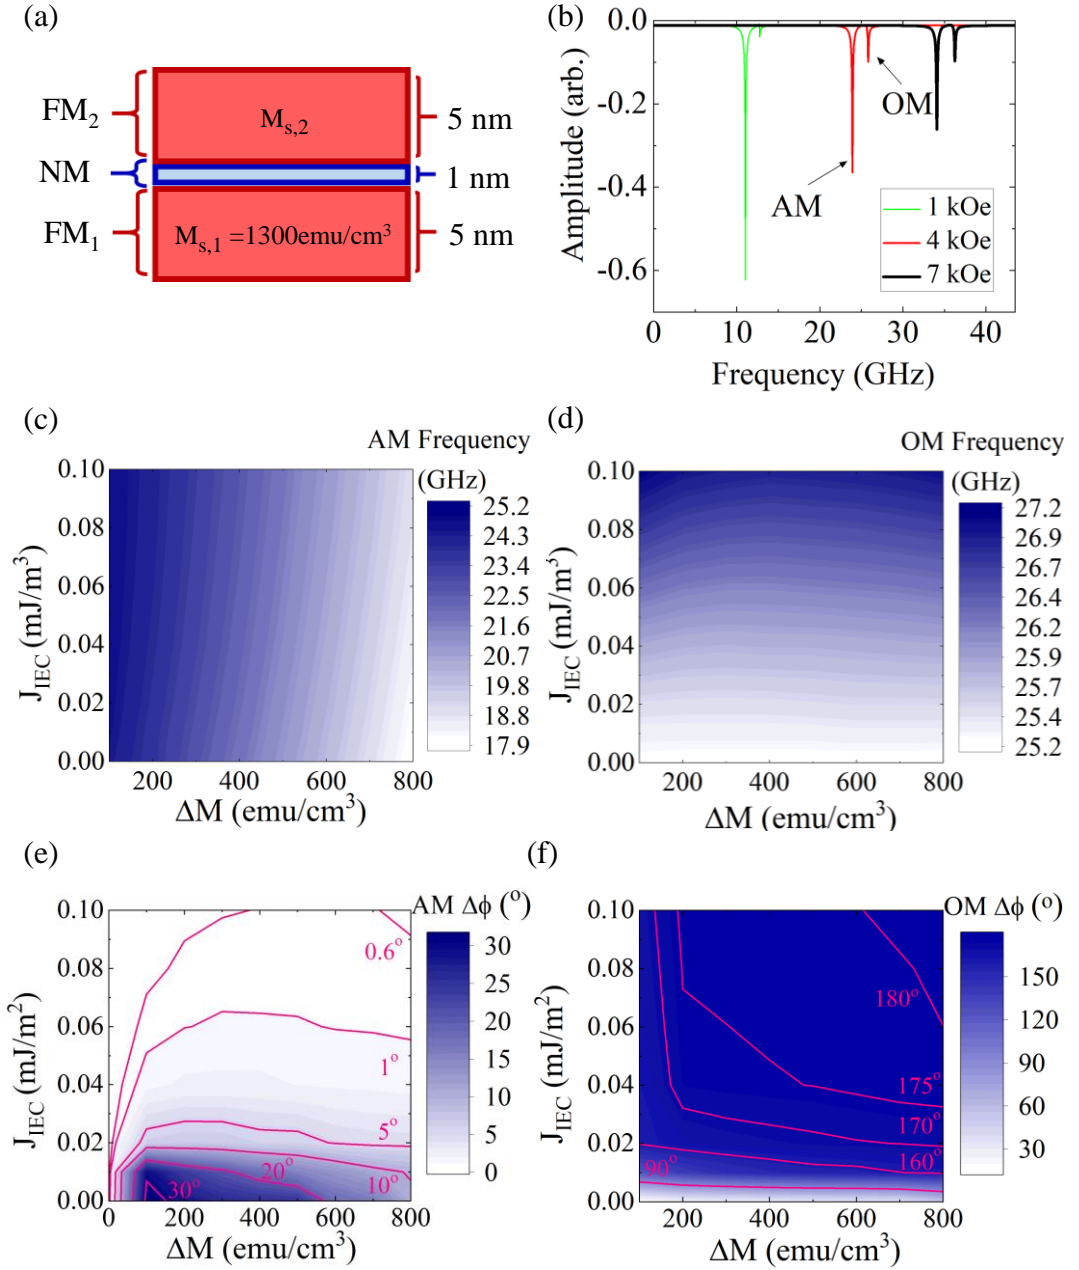 (a)
FM2
NM
FM1
Ms,2
Ms,1 =1300emu/cm3
5 nm
1 nm
5 nm
(b)
Amplitude (arb.)
0.0
-0.2
-0.4
-0.6
AM
OM
1 kOe
4 kOe
7 kOe
0 10 20 30 40
Frequency (GHz)
(c)
AM Frequency
(GHz)
JIEC (mJ/m3)
0.10
0.08
0.06
0.04
0.02
0.00
200 400 600 800
ΔM (emu/cm3)
25.2
24.3
23.4
22.5
21.6
20.7
19.8
18.8
17.9
(d)
OM Frequency
(GHz)
JIEC (mJ/m3)
0.10
0.08
0.06
0.04
0.02
0.00
200 400 600 800
ΔM (emu/cm3)
27.2
26.9
26.7
26.4
26.2
25.9
25.7
25.4
25.2
(e)
AM Δϕ (o)
JIEC (mJ/m2)
0.10
0.08
0.06
0.04
0.02
0.00
0.6o
1o
5o
20o
10o
30o
0 200 400 600 800
ΔM (emu/cm3)
30
25
20
15
10
5
0
(f)
OM Δϕ (o)
JIEC (mJ/m2)
0.10
0.08
0.06
0.04
0.02
0.00
180o
175o
170o
160o
90o
200 400 600 800
ΔM (emu/cm3)
150
120
90
60
30